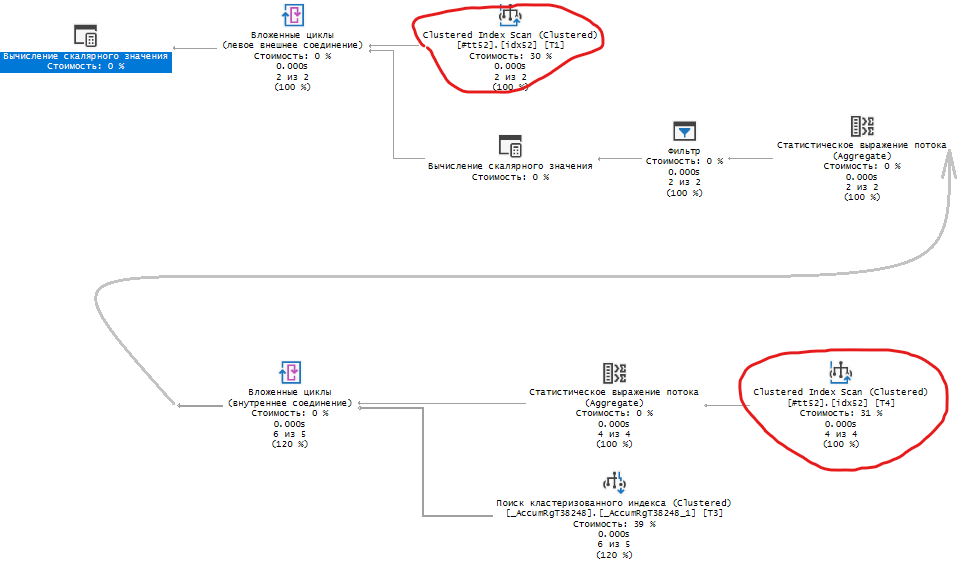 Вычисление скалярного значения
Стоимость: 0 %
Вложенные циклы
(левое внешнее соединение)
Стоимость: 0 %
0.000s
2 из 2
(100 %)
Clustered Index Scan (Clustered)
[#tt52].[idx52] [T1]
Стоимость: 30 %
0.000s
2 из 2
(100 %)
Вычисление скалярного значения
Стоимость: 0 %
Фильтр
Стоимость: 0 %
0.000s
2 из 2
(100 %)
Статистическое выражение потока
(Aggregate)
Стоимость: 0 %
0.000s
2 из 2
(100 %)
Вложенные циклы
(внутреннее соединение)
Стоимость: 0 %
0.000s
6 из 5
(120 %)
Статистическое выражение потока
(Aggregate)
Стоимость: 0 %
0.000s
4 из 4
(100 %)
Clustered Index Scan (Clustered)
[#tt52].[idx52] [T4]
Стоимость: 31 %
0.000s
4 из 4
(100 %)
Поиск кластеризованного индекса (Clustered)
[_AccumRgT38248].[_AccumRgT38248_1] [T3]
Стоимость: 39 %
0.000s
6 из 5
(120 %)